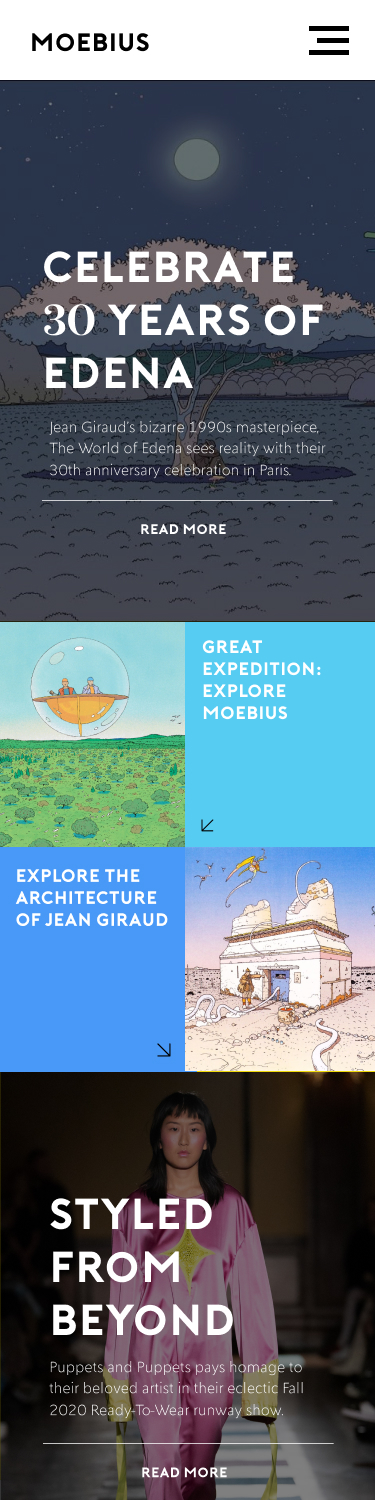 MOEBIUS
CELEBRATE
30 YEARS OF
EDENA
Jean Giraud's bizarre 1990s masterpiece,
The World of Edena sees reality with their
30th anniversary celebration in Paris.
READ MORE
GREAT
EXPEDITION:
EXPLORE
MOEBIUS
EXPLORE THE
ARCHITECTURE
OF JEAN GIRAUD
STYLED
FROM
BEYOND
Puppets and Puppets pays homage to
their beloved artist in their eclectic Fall
2020 Ready-To-Wear runway show.
READ MORE